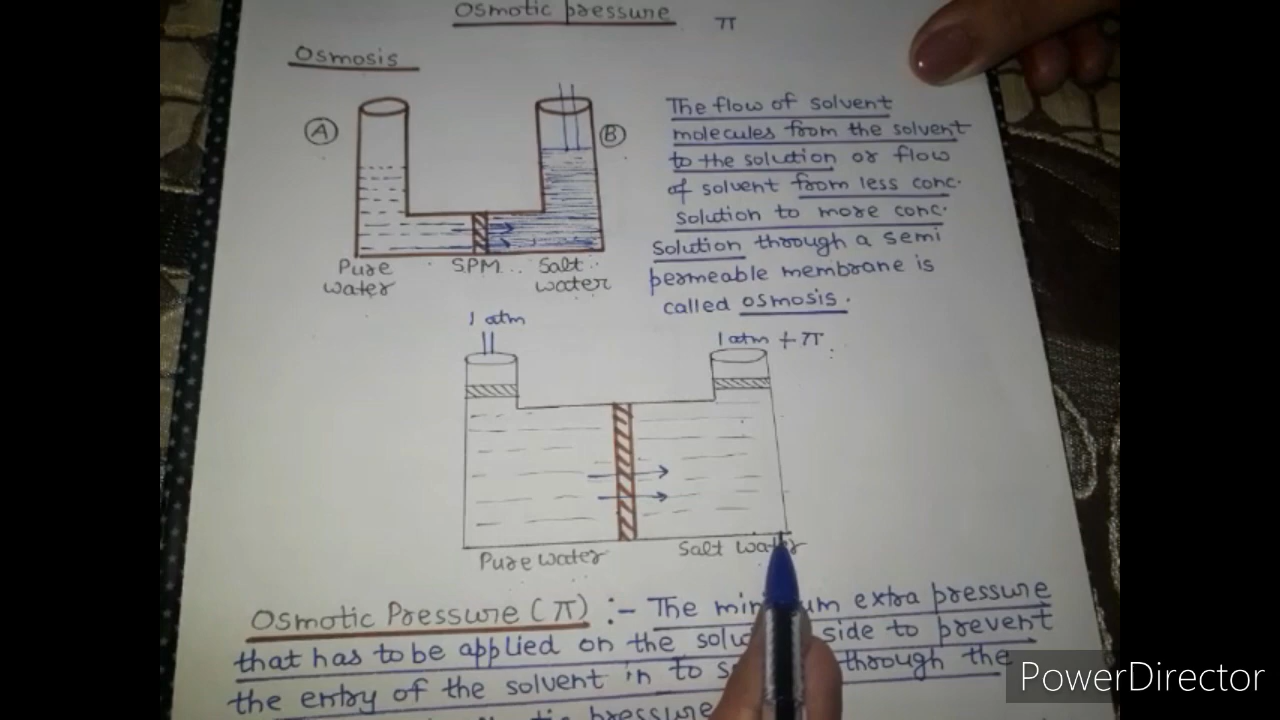 Osmotic pressure π
Osmosis
A
B
The flow of solvent
molecules from the solvent
to the solution or flow
of solvent from less conc.
solution to more conc.
solution through a semi
permeable membrane is
called osmosis.
Pure
water
SPM
Salt
water
1 atm
1 atm + π
Pure water
Salt water
Osmotic Pressure (π) :- The minimum extra pressure
that has to be applied on the side to prevent
the entry of the solvent in to through the
pressure
PowerDirector